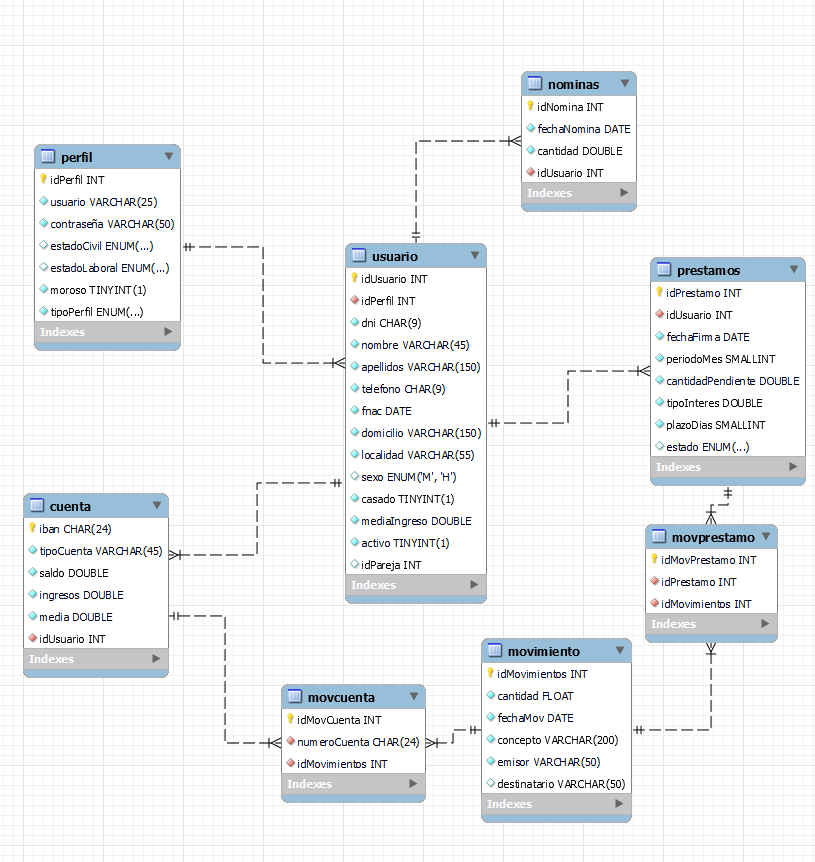 nominas
idNomina INT
fechaNomina DATE
cantidad DOUBLE
idUsuario INT
Indexes
perfil
idPerfil INT
usuario VARCHAR(25)
contraseña VARCHAR(50)
estadoCivil ENUM(...)
estadoLaboral ENUM(...)
moroso TINYINT(1)
tipoPerfil ENUM(...)
Indexes
usuario
idUsuario INT
idPerfil INT
dni CHAR(9)
nombre VARCHAR(45)
apellidos VARCHAR(150)
telefono CHAR(9)
fnac DATE
domicilio VARCHAR(150)
localidad VARCHAR(55)
sexo ENUM('M', 'H')
casado TINYINT(1)
mediaIngreso DOUBLE
activo TINYINT(1)
idPareja INT
Indexes
prestamos
idPrestamo INT
idUsuario INT
fechaFirma DATE
periodoMes SMALLINT
cantidadPendiente DOUBLE
tipoInteres DOUBLE
plazoDias SMALLINT
estado ENUM(...)
Indexes
cuenta
iban CHAR(24)
tipoCuenta VARCHAR(45)
saldo DOUBLE
ingresos DOUBLE
media DOUBLE
idUsuario INT
Indexes
movprestamo
idMovPrestamo INT
idPrestamo INT
idMovimientos INT
Indexes
movimiento
idMovimientos INT
cantidad FLOAT
fechaMov DATE
concepto VARCHAR(200)
emisor VARCHAR(50)
destinatario VARCHAR(50)
Indexes
movcuenta
idMovCuenta INT
numeroCuenta CHAR(24)
idMovimientos INT
Indexes